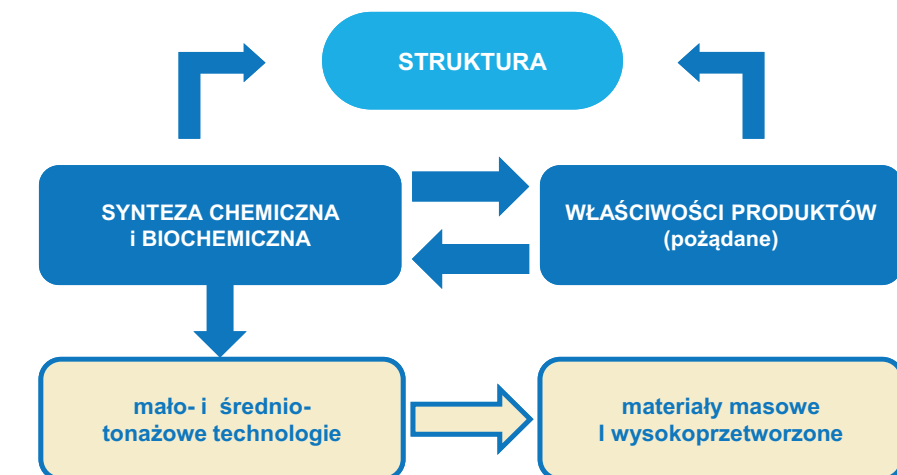 STRUKTURA
SYNTEZA CHEMICZNA
i BIOCHEMICZNA
WŁAŚCIWOŚCI PRODUKTÓW
(pożądane)
mało- i średnio-
tonażowe technologie
materiały masowe
I wysokoprzetworzone